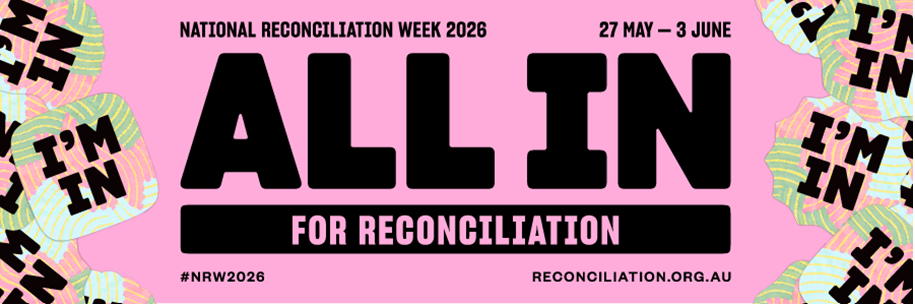 NATIONAL RECONCILIATION WEEK 2026
27 MAY — 3 JUNE
ALL IN
FOR RECONCILIATION
#NRW2026
RECONCILIATION.ORG.AU
I'M
IN
I'M
IN
I'M
IN